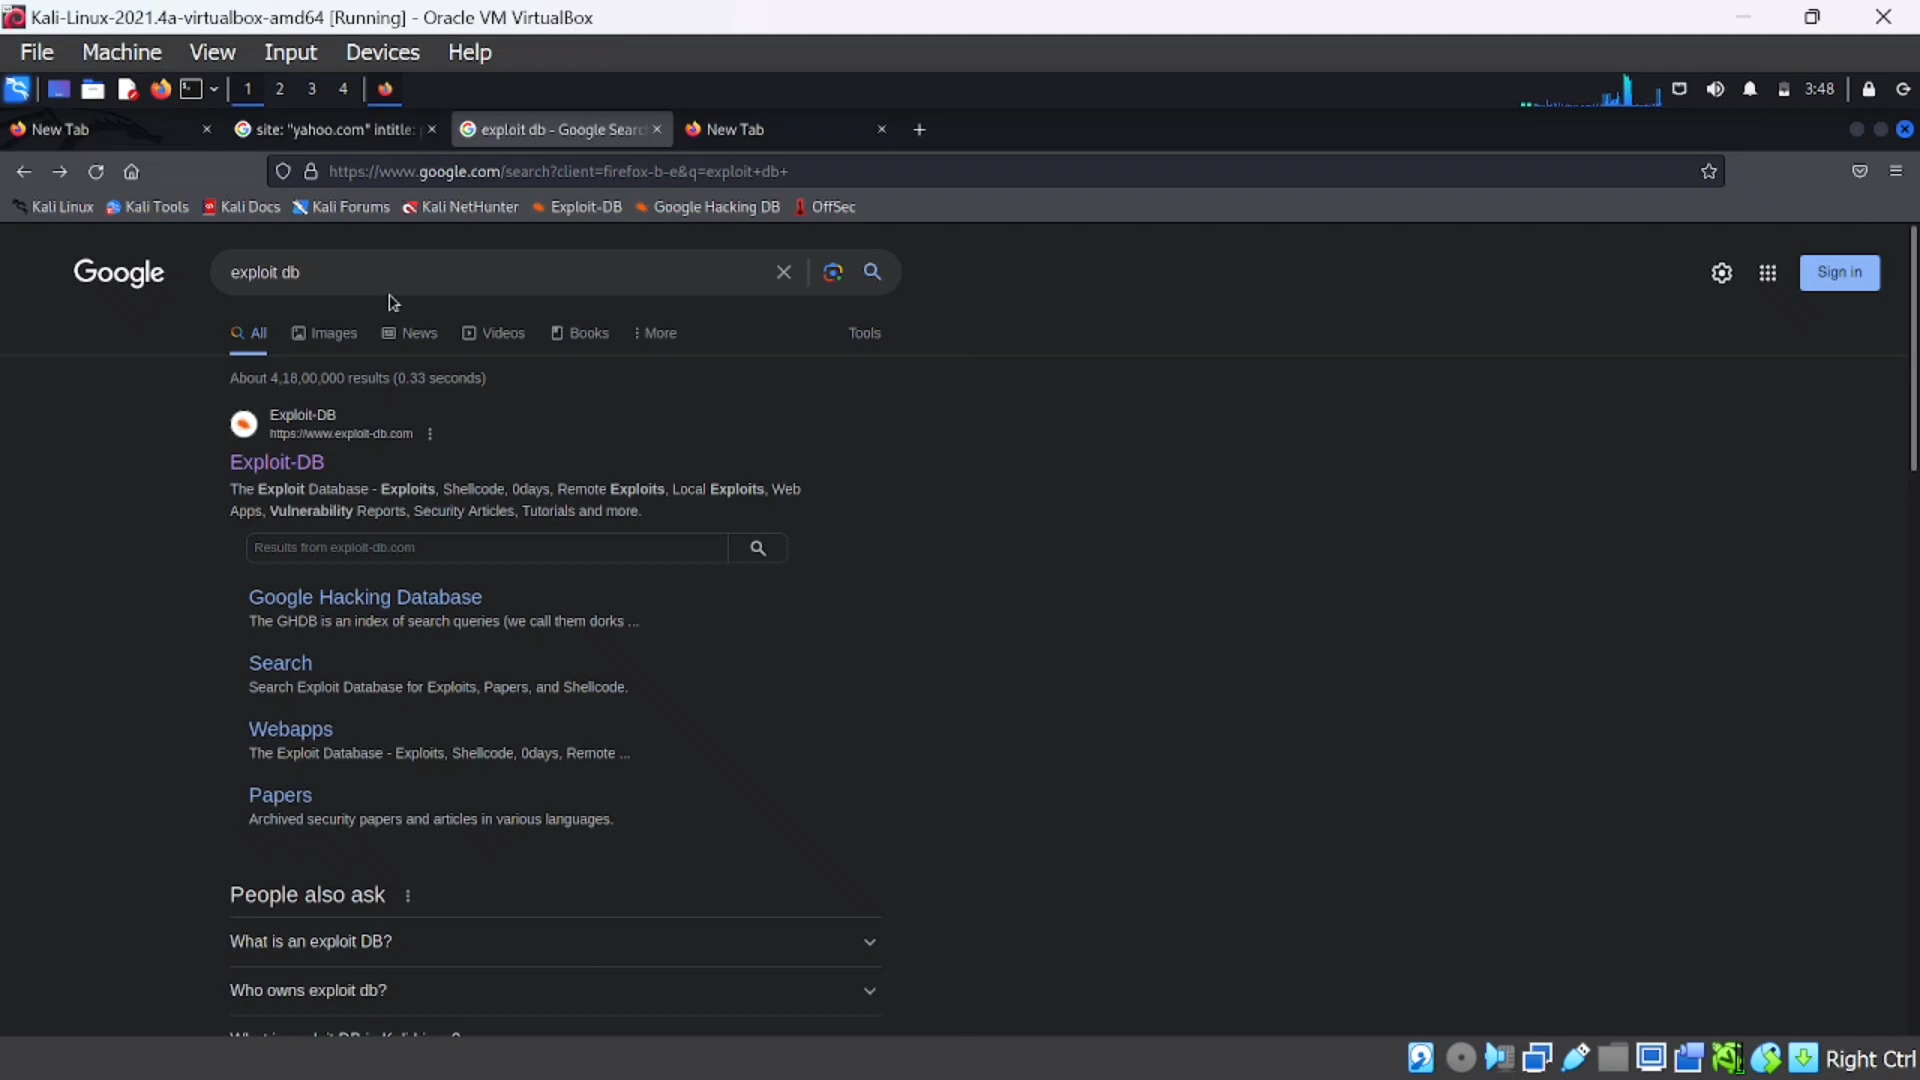 Kali-Linux-2021.4a-virtualbox-amd64 [Running] - Oracle VM VirtualBox
File Machine View Input Devices Help
1 2 3 4 3:48
New Tab site: "yahoo.com" intitle: exploit db - Google Sear New Tab
https://www.google.com/search?client=firefox-b-e&q=exploit+db+
Kali Linux Kali Tools Kali Docs Kali Forums Kali NetHunter Exploit-DB Google Hacking DB OffSec
Google exploit db Sign in
All Images News Videos Books More Tools
About 4,18,00,000 results (0.33 seconds)
Exploit-DB
https://www.exploit-db.com
Exploit-DB
The Exploit Database - Exploits, Shellcode, 0days, Remote Exploits, Local Exploits, Web
Apps, Vulnerability Reports, Security Articles, Tutorials and more.
Results from exploit-db.com
Google Hacking Database
The GHDB is an index of search queries (we call them dorks ...
Search
Search Exploit Database for Exploits, Papers, and Shellcode.
Webapps
The Exploit Database - Exploits, Shellcode, 0days, Remote ...
Papers
Archived security papers and articles in various languages.
People also ask
What is an exploit DB?
Who owns exploit db?
Right Ctrl